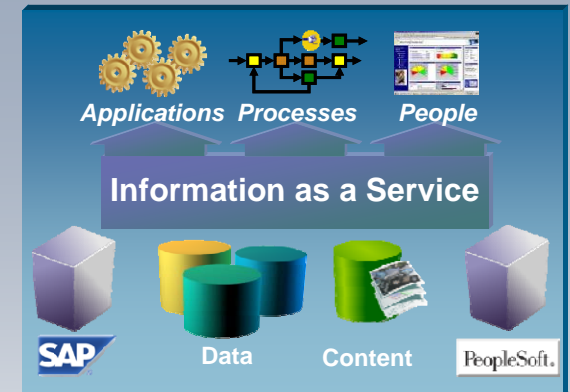 Applications Processes People
Information as a Service
SAP Data Content PeopleSoft.